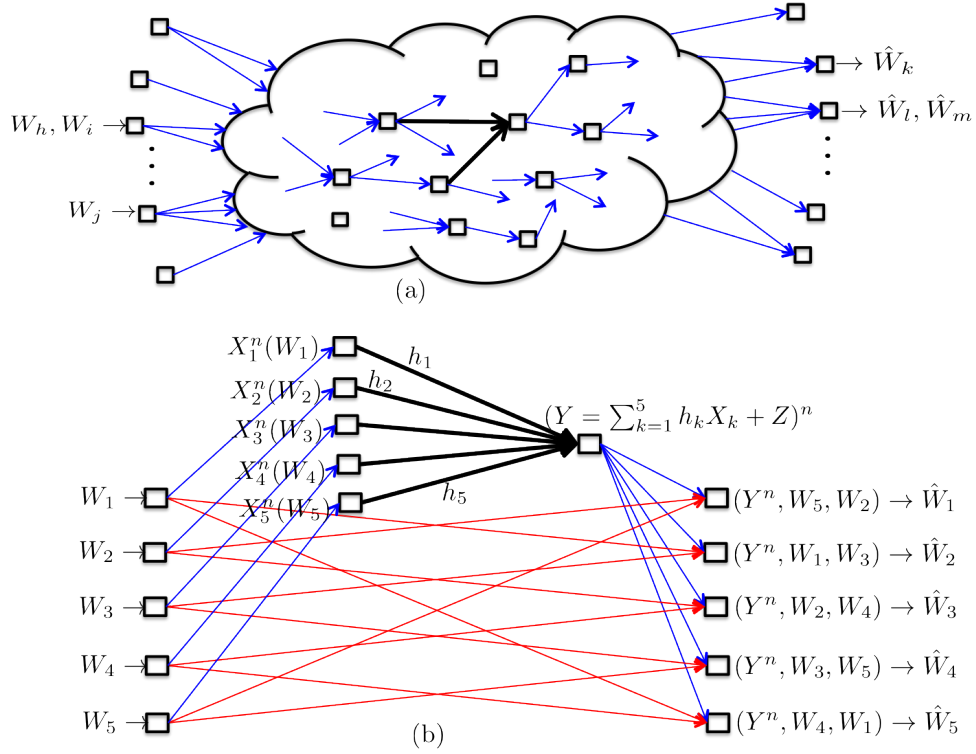 Ŵ_k
W_h, W_i
Ŵ_l, Ŵ_m
W_j
(a)
X_1^n(W_1)
h_1
X_2^n(W_2)
h_2
(Y = ∑_{k=1}^5 h_k X_k + Z)^n
X_3^n(W_3)
X_4^n(W_4)
X_5^n(W_5)
h_5
W_1 → (Y^n, W_5, W_2) → Ŵ_1
W_2 → (Y^n, W_1, W_3) → Ŵ_2
W_3 → (Y^n, W_2, W_4) → Ŵ_3
W_4 → (Y^n, W_3, W_5) → Ŵ_4
W_5 → (Y^n, W_4, W_1) → Ŵ_5
(b)